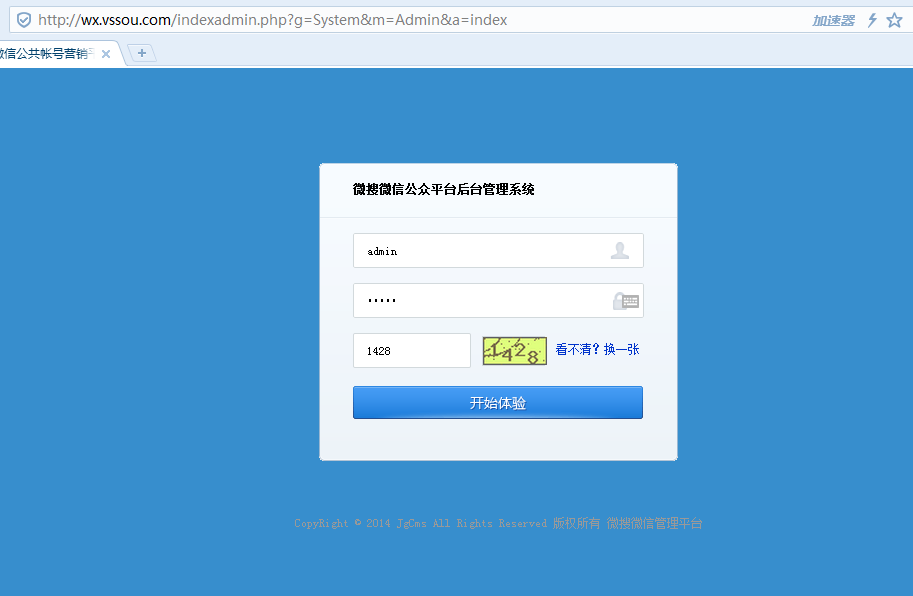 http://wx.vssou.com/indexadmin.php?g=System&m=Admin&a=index
加速器
信公共帐号营销
微搜微信公众平台后台管理系统
admin
•••••
1428
1428
看不清？换一张
开始体验
CopyRight © 2014 JgCms All Rights Reserved 版权所有 微搜微信管理平台